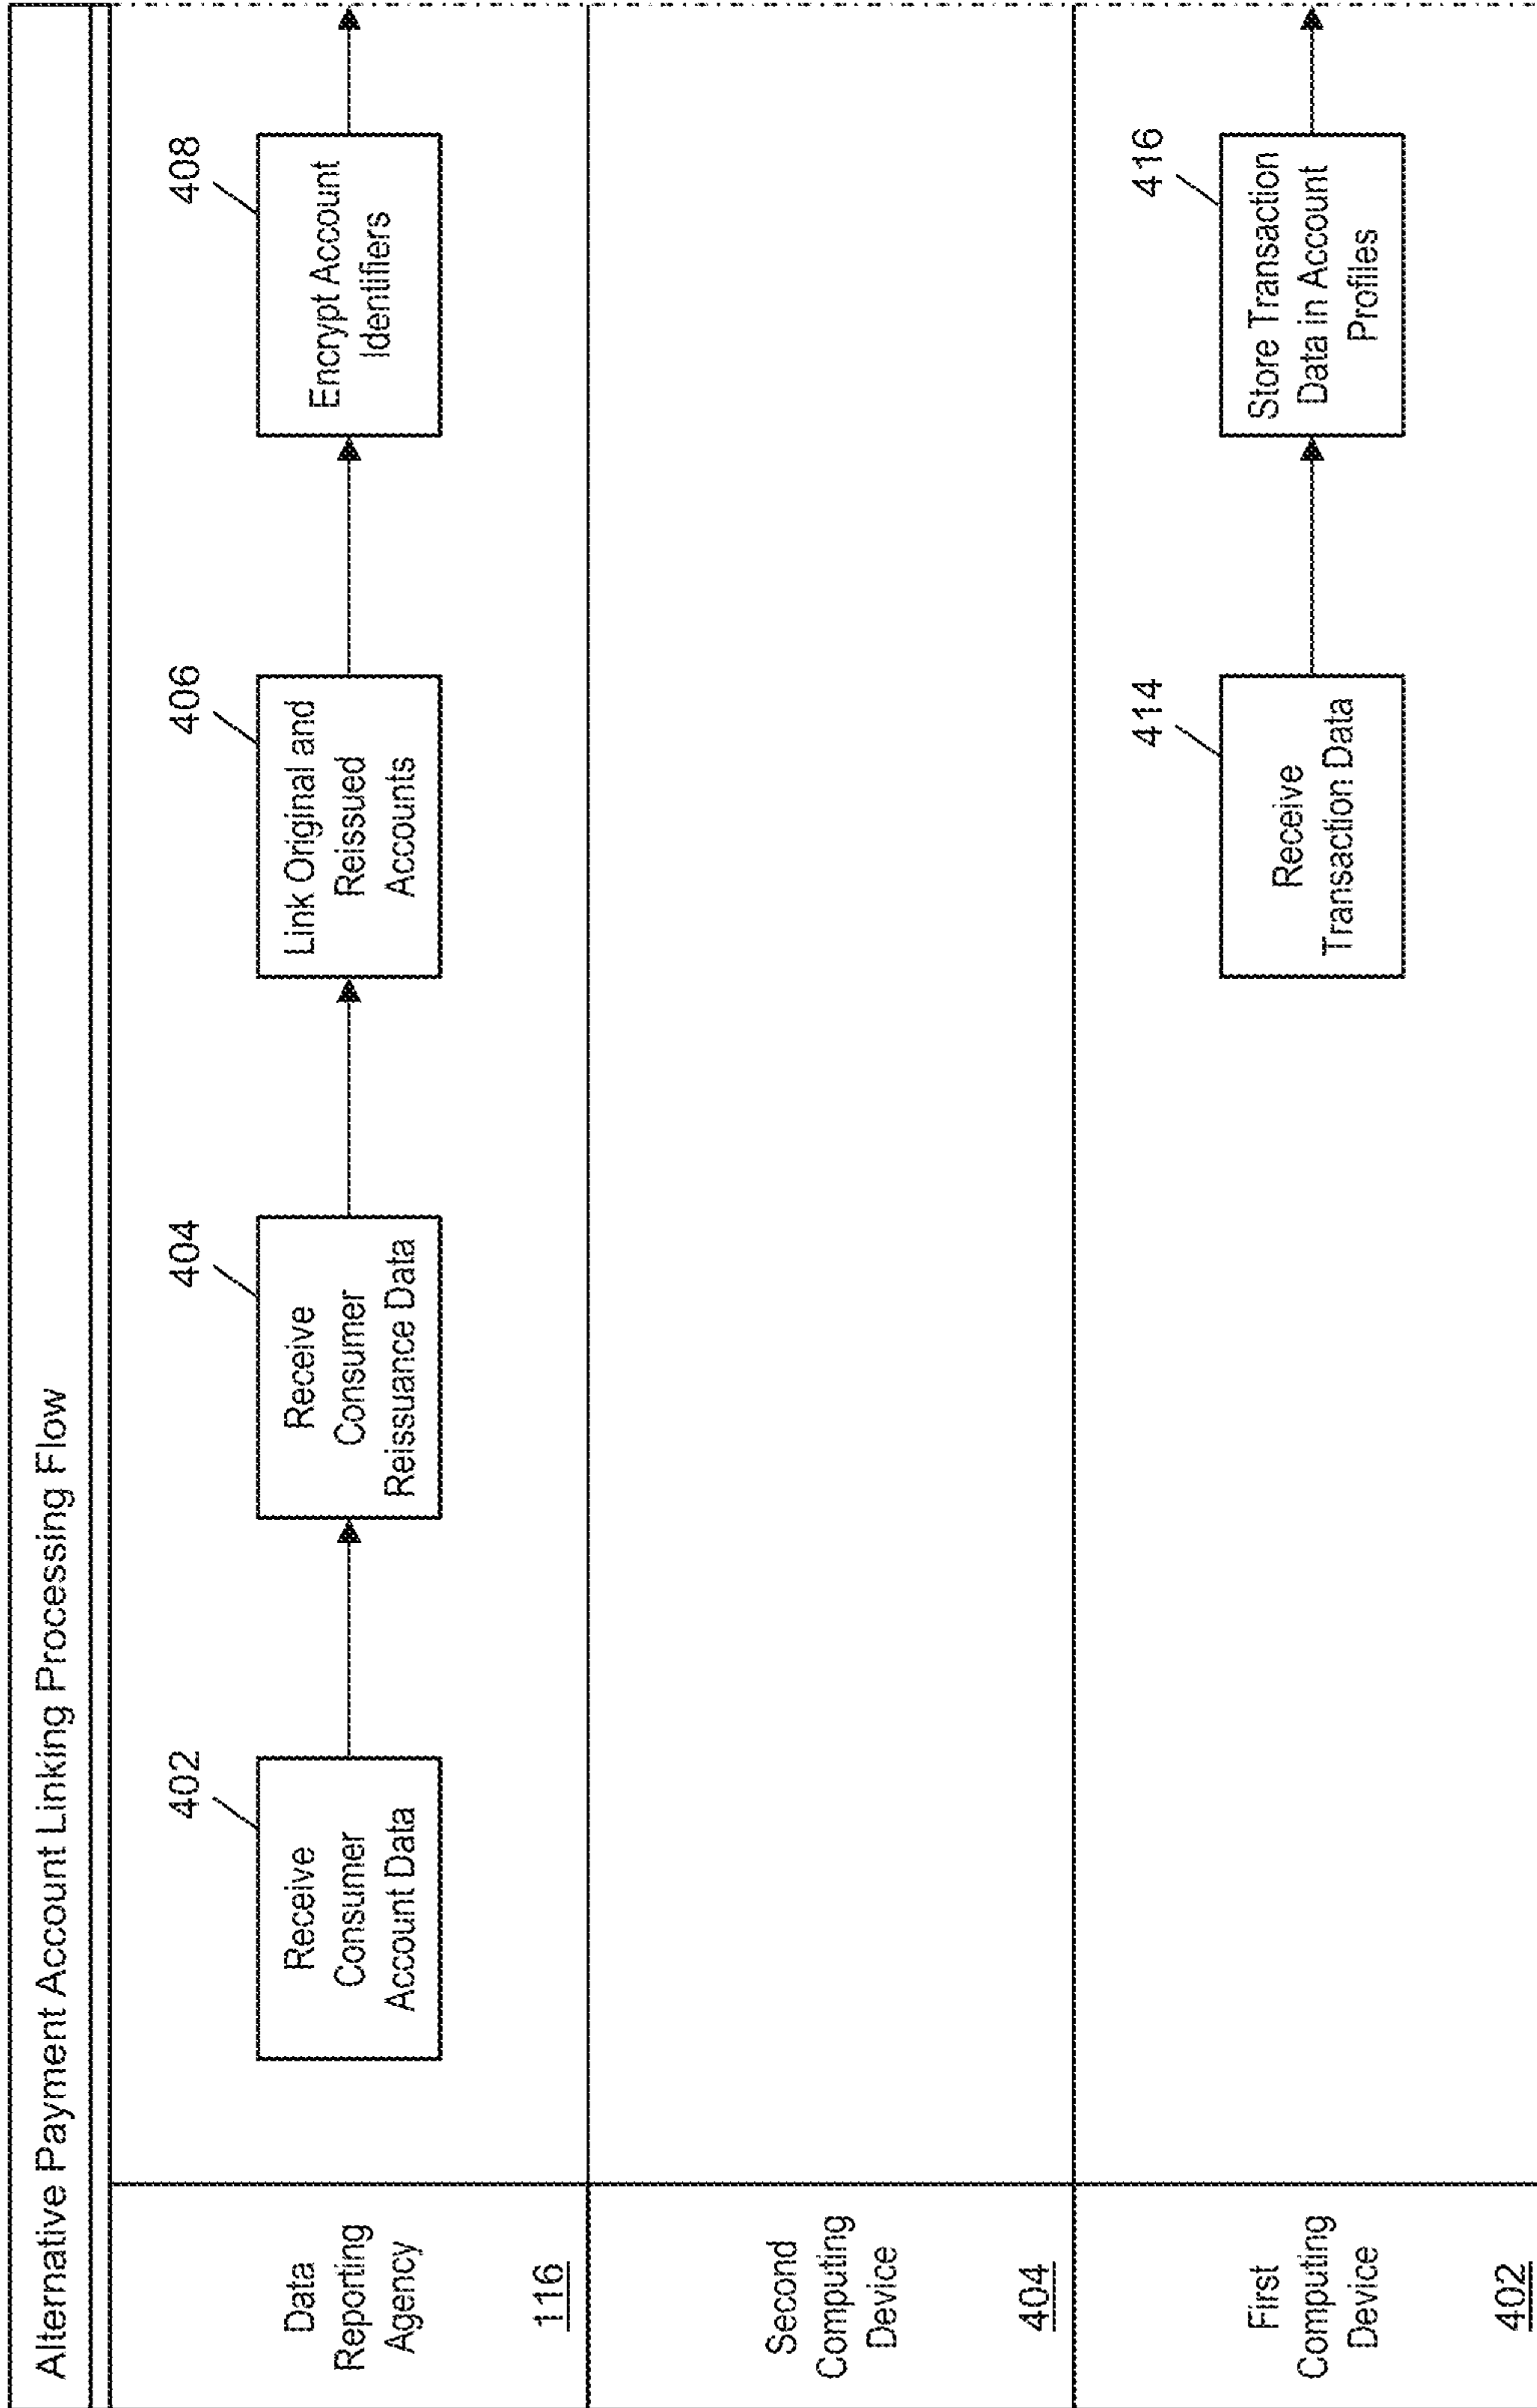 Alternative Payment Account Linking Processing Flow
Data
Reporting
Agency
116
402
Receive
Consumer
Account Data
404
Receive
Consumer
Reissuance Data
406
Link Original and
Reissued
Accounts
408
Encrypt Account
Identifiers
Second
Computing
Device
404
First
Computing
Device
402
414
Receive
Transaction Data
416
Store Transaction
Data in Account
Profiles